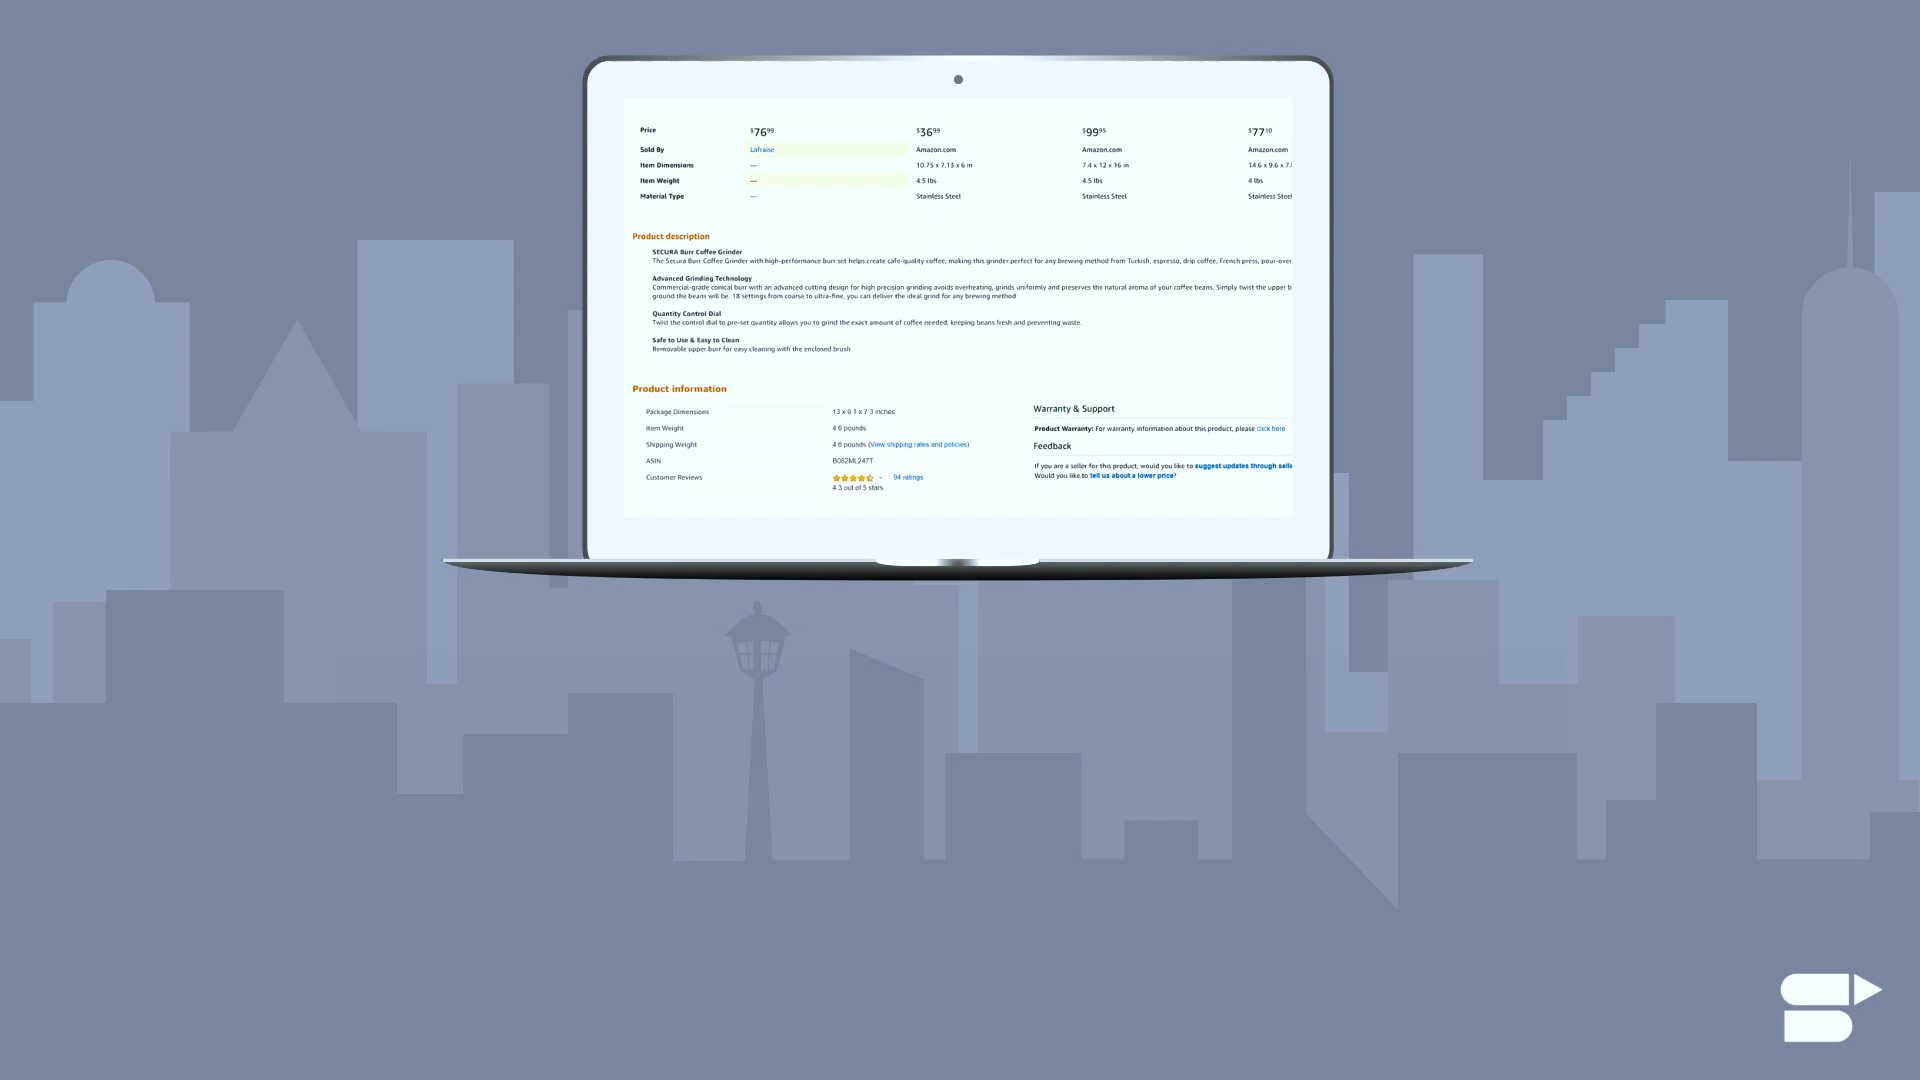 Price $76.99 $36.99 $99.95 $77.10
Sold By Lafraise Amazon.com Amazon.com Amazon.com
Item Dimensions — 10.75 x 7.13 x 6 in 7.4 x 12 x 16 in 14.6 x 9.6 x 7.
Item Weight — 4.5 lbs 4.5 lbs 4 lbs
Material Type — Stainless Steel Stainless Steel Stainless Steel
Product description
SECURA Burr Coffee Grinder
The Secura Burr Coffee Grinder with high-performance burr set helps create cafe-quality coffee, making this grinder perfect for any brewing method from Turkish, espresso, drip coffee, French press, pour-over
Advanced Grinding Technology
Commercial-grade conical burr with an advanced cutting design for high precision grinding avoids overheating, grinds uniformly and preserves the natural aroma of your coffee beans. Simply twist the upper b
ground the beans will be. 18 settings from coarse to ultra-fine, you can deliver the ideal grind for any brewing method.
Quantity Control Dial
Twist the control dial to pre-set quantity allows you to grind the exact amount of coffee needed, keeping beans fresh and preventing waste.
Safe to Use & Easy to Clean
Removable upper burr for easy cleaning with the enclosed brush
Product information
Package Dimensions 13 x 9.1 x 7.3 inches
Item Weight 4.6 pounds
Shipping Weight 4.6 pounds (View shipping rates and policies)
ASIN B082ML247T
Customer Reviews 94 ratings
4.3 out of 5 stars
Warranty & Support
Product Warranty: For warranty information about this product, please click here
Feedback
If you are a seller for this product, would you like to suggest updates through selle
Would you like to tell us about a lower price?